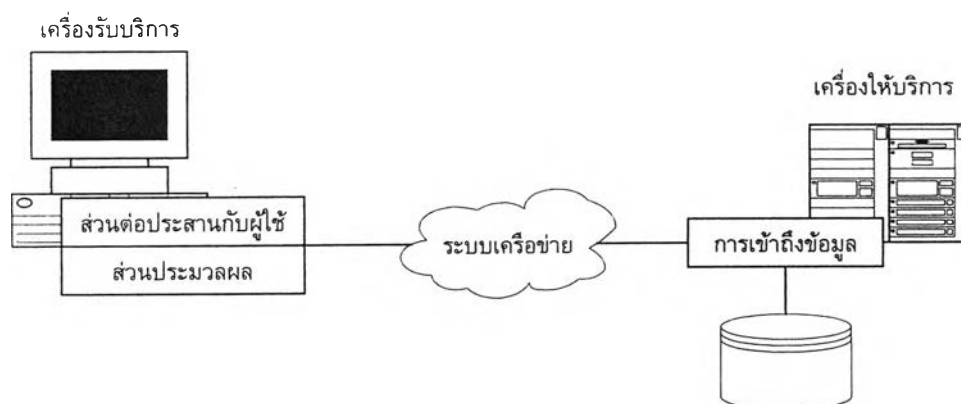 เครื่องรับบริการ
เครื่องให้บริการ
ส่วนต่อประสานกับผู้ใช้
ส่วนประมวลผล
ระบบเครือข่าย
การเข้าถึงข้อมูล